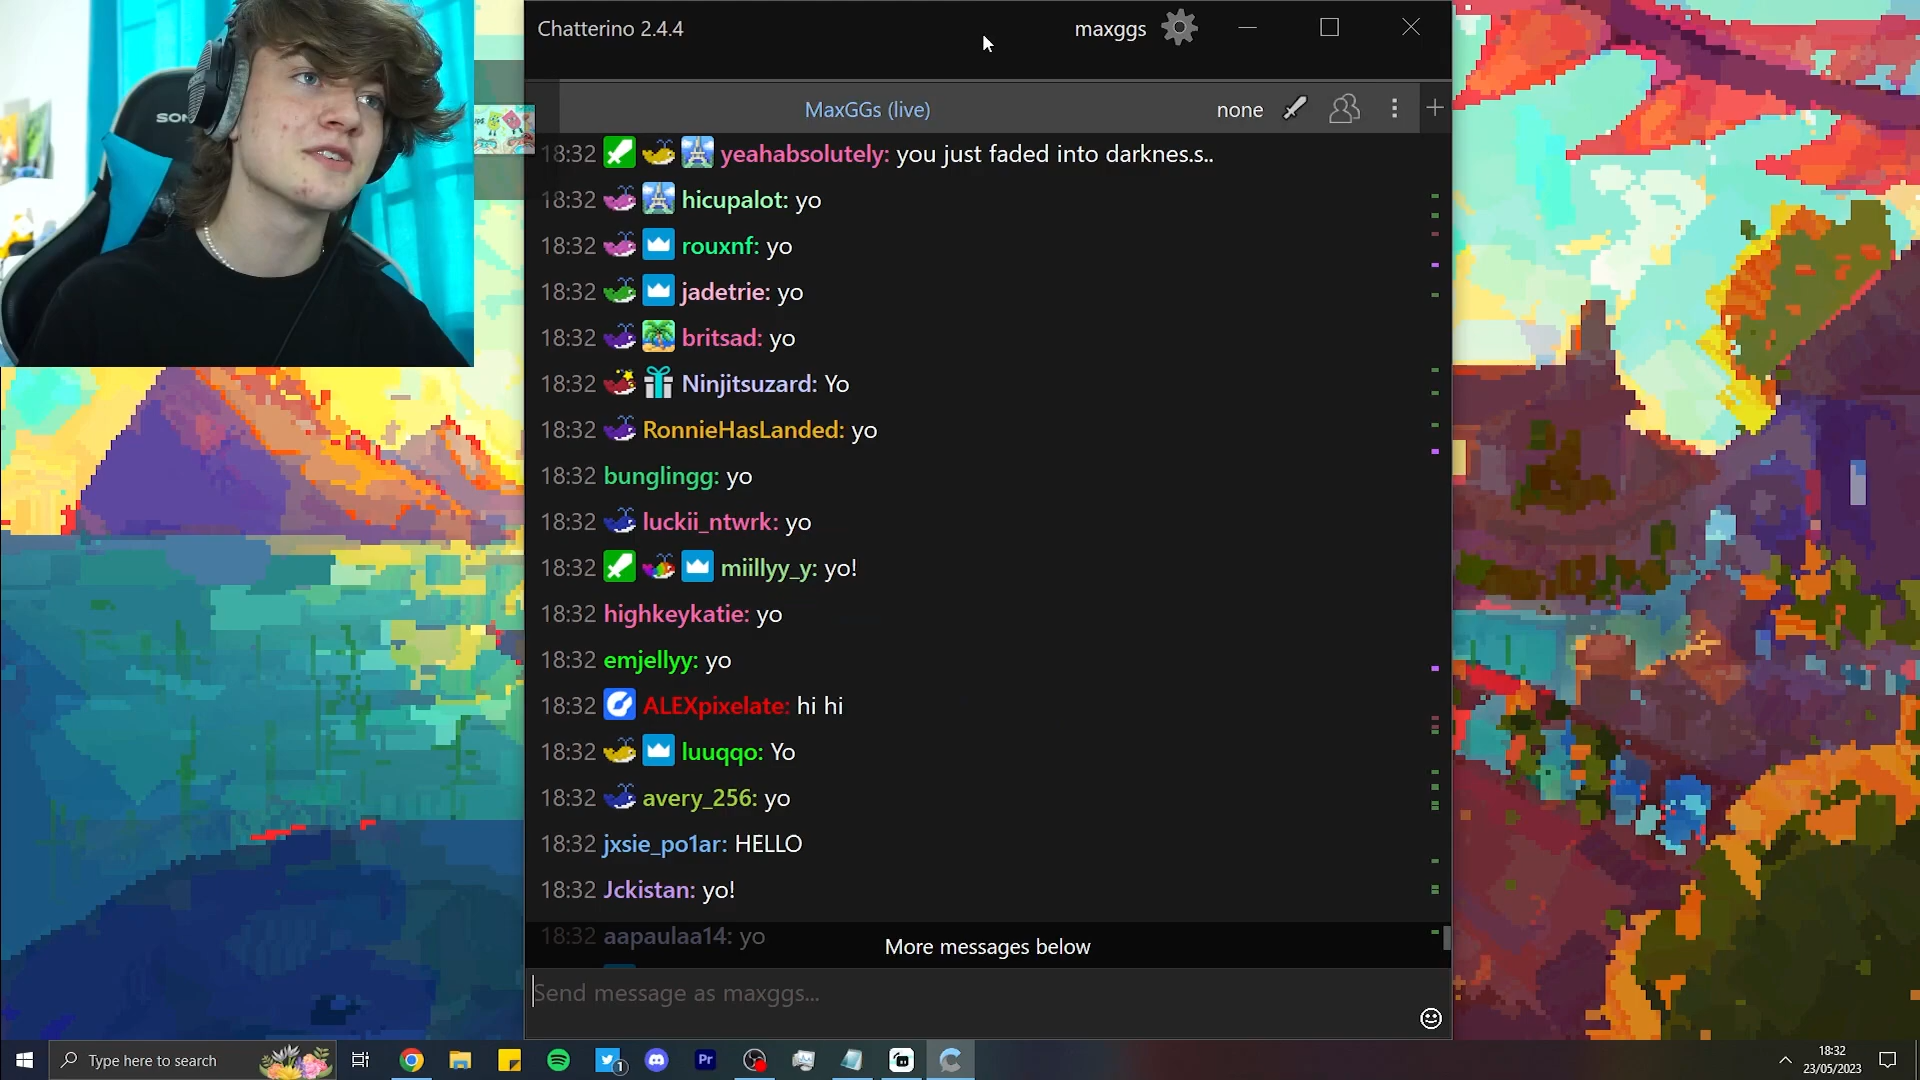 Chatterino 2.4.4
maxggs
MaxGGs (live)
none
18:32 yeahabsolutely: you just faded into darknes.s..
18:32 hicupalot: yo
18:32 rouxnf: yo
18:32 jadetrie: yo
18:32 britsad: yo
18:32 Ninjitsuzard: Yo
18:32 RonnieHasLanded: yo
18:32 bunglingg: yo
18:32 luckii_ntwrk: yo
18:32 miillyy_y: yo!
18:32 highkeykatie: yo
18:32 emjellyy: yo
18:32 ALEXpixelate: hi hi
18:32 luuqqo: Yo
18:32 avery_256: yo
18:32 jxsie_po1ar: HELLO
18:32 Jckistan: yo!
18:32 aapaulaa14: yo
More messages below
Send message as maxggs...
Type here to search
1
Pr
18:32
23/05/2023